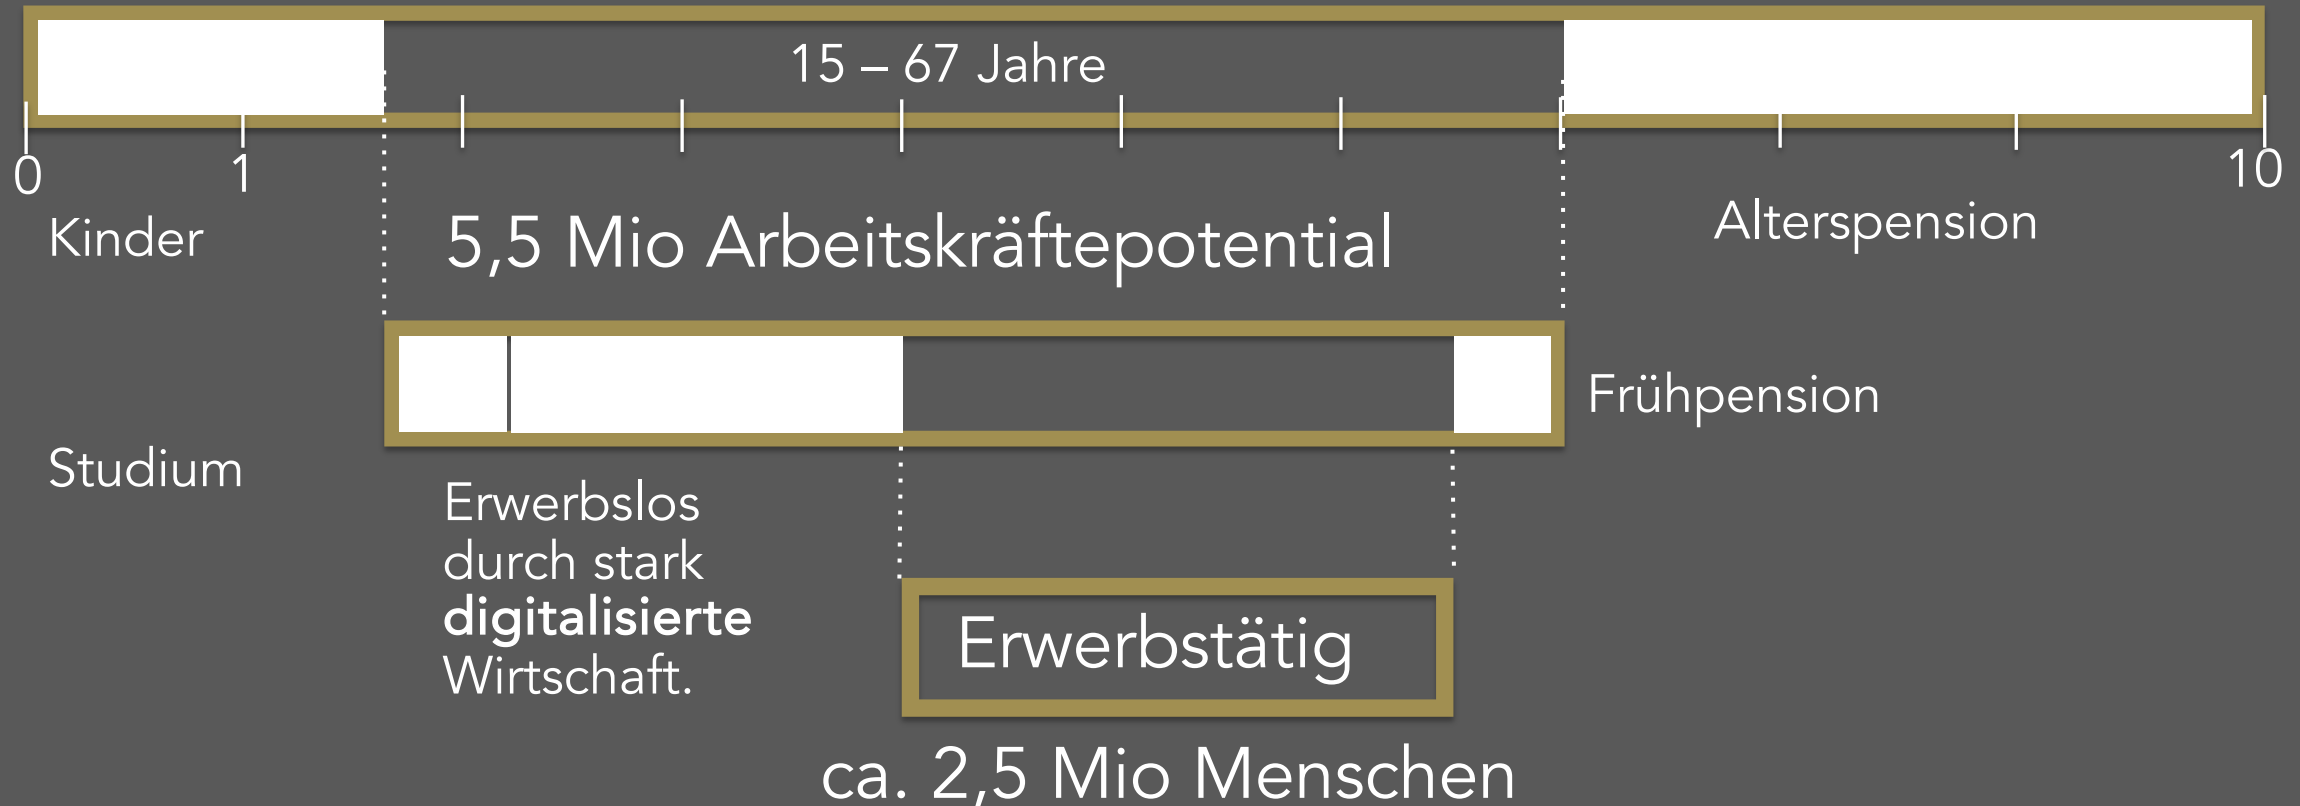 15 – 67 Jahre
0
1
10
Kinder
5,5 Mio Arbeitskräftepotential
Alterspension
Frühpension
Studium
Erwerbslos
durch stark
digitalisierte
Wirtschaft.
Erwerbstätig
ca. 2,5 Mio Menschen